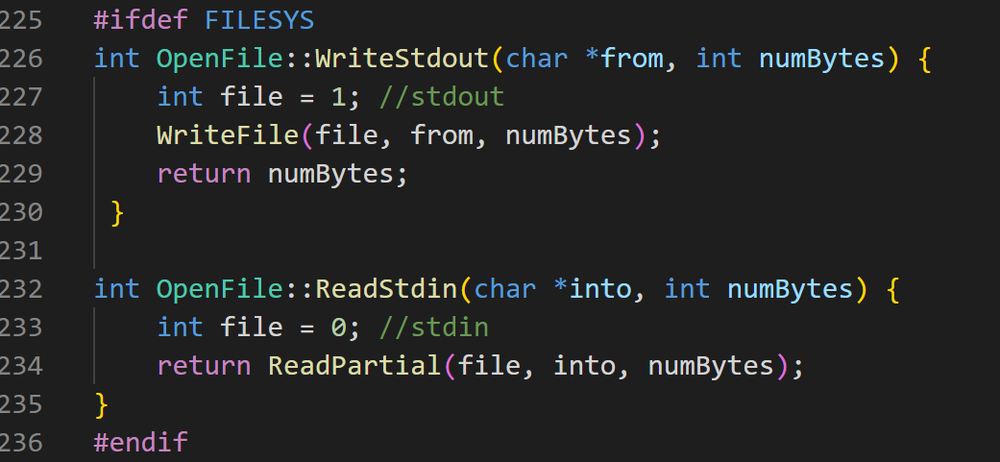 225 #ifdef FILESYS
226 int OpenFile::WriteStdout(char *from, int numBytes) {
227 int file = 1; //stdout
228 WriteFile(file, from, numBytes);
229 return numBytes;
230 }
231
232 int OpenFile::ReadStdin(char *into, int numBytes) {
233 int file = 0; //stdin
234 return ReadPartial(file, into, numBytes);
235 }
236 #endif